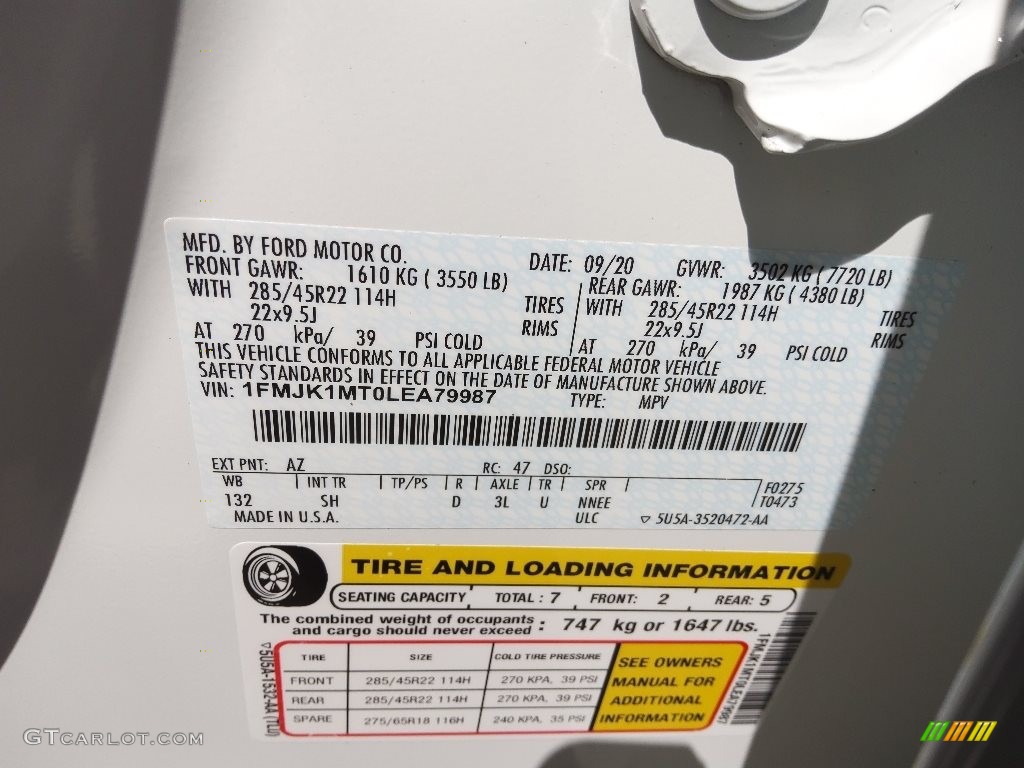 MFD. BY FORD MOTOR CO. DATE: 09/20 GVWR: 3502 KG ( 7720 LB)
FRONT GAWR: 1610 KG ( 3550 LB) REAR GAWR: 1987 KG ( 4380 LB)
WITH 285/45R22 114H TIRES WITH 285/45R22 114H TIRES
22x9.5J RIMS 22x9.5J RIMS
AT 270 kPa/ 39 PSI COLD AT 270 kPa/ 39 PSI COLD
THIS VEHICLE CONFORMS TO ALL APPLICABLE FEDERAL MOTOR VEHICLE
SAFETY STANDARDS IN EFFECT ON THE DATE OF MANUFACTURE SHOWN ABOVE.
VIN: 1FMJK1MT0LEA79987 TYPE: MPV
EXT PNT: AZ RC: 47 DSO:
WB INT TR TP/PS R AXLE TR SPR F0275
132 SH D 3L U NNEE T0473
MADE IN U.S.A. ULC ▽ 5U5A-3520472-AA
TIRE AND LOADING INFORMATION
SEATING CAPACITY TOTAL : 7 FRONT: 2 REAR: 5
The combined weight of occupants
and cargo should never exceed : 747 kg or 1647 lbs.
TIRE SIZE COLD TIRE PRESSURE
FRONT 285/45R22 114H 270 KPA, 39 PSI
REAR 285/45R22 114H 270 KPA, 39 PSI
SPARE 275/65R18 116H 240 KPA, 35 PSI
SEE OWNERS
MANUAL FOR
ADDITIONAL
INFORMATION
▽5U5A-1532-AA (TLU)
1FMJK1MT0LEA79987
GTcarlot.com